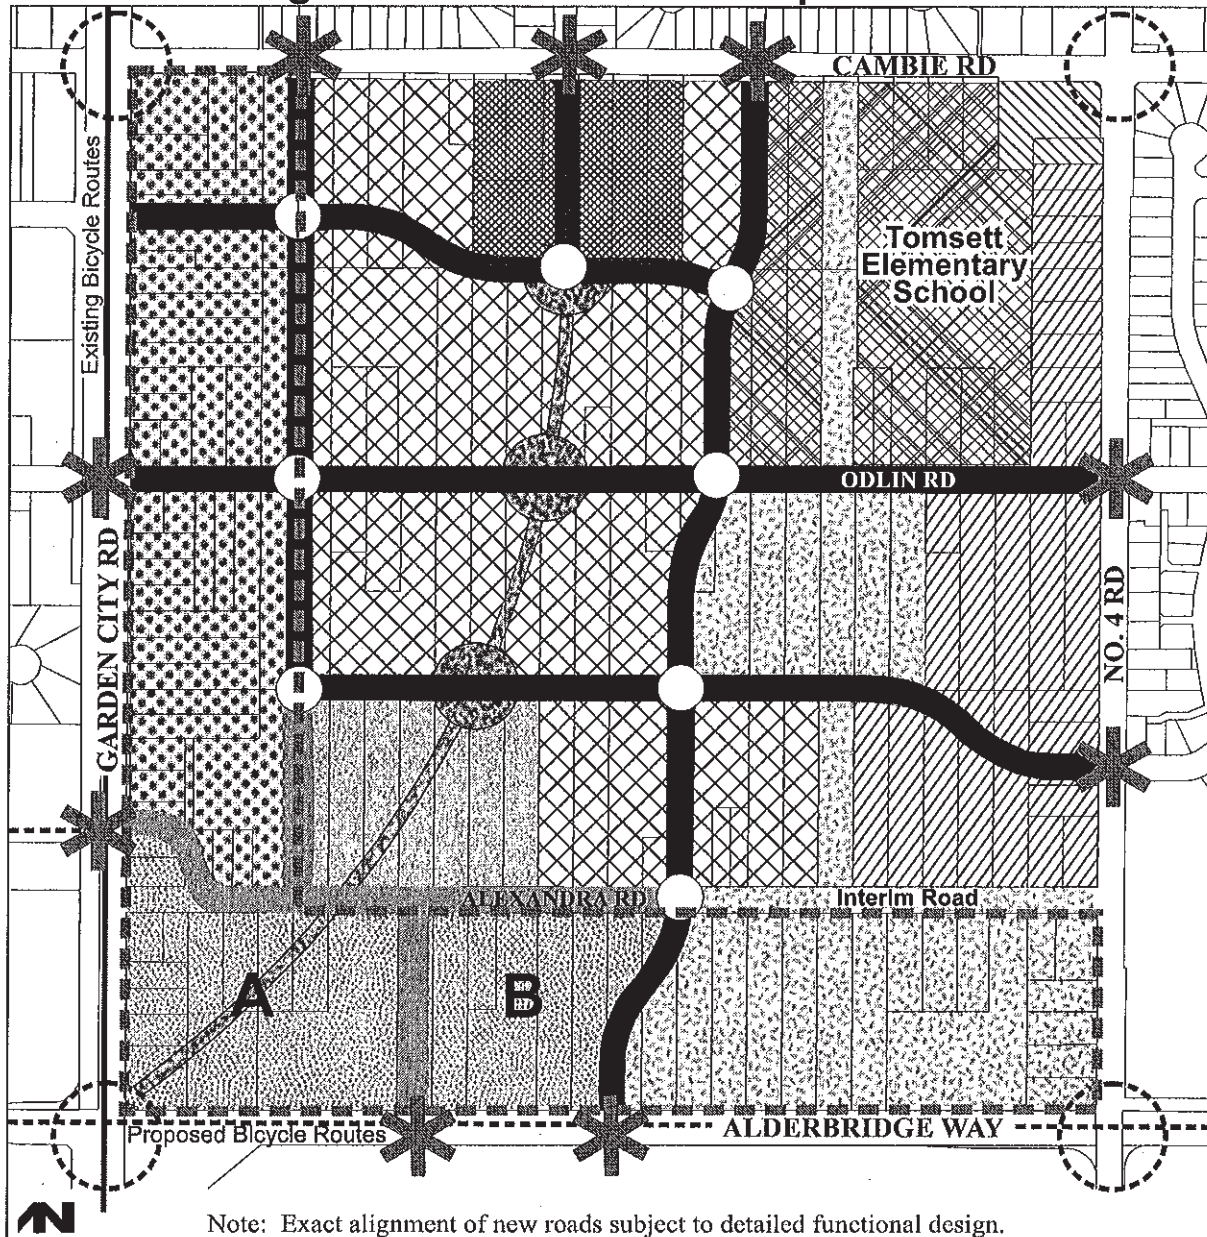 CAMBIE RD
Existing Bicycle Routes
Tomsett
Elementary
School
ODLIN RD
GARDEN CITY RD
NO. 4 RD
ALEXANDRA RD
Interim Road
A
B
Proposed Bicycle Routes
ALDERBRIDGE WAY
N
Note: Exact alignment of new roads subject to detailed functional design.